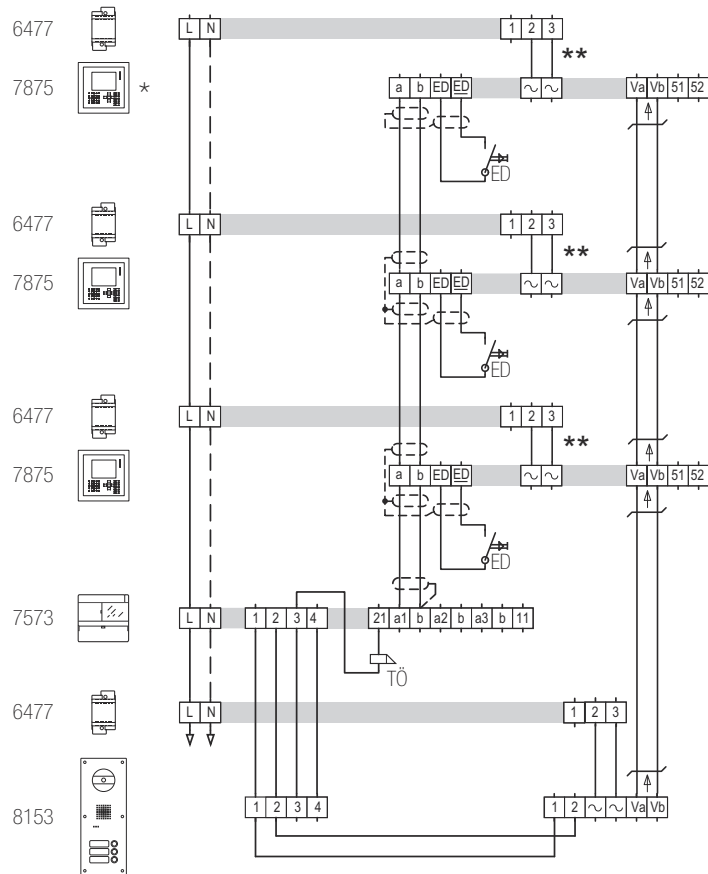 6477 L N 1 2 3
**
7875 * a b ED ED ~ ~ Va Vb 51 52
ED
6477 L N 1 2 3
**
7875 a b ED ED ~ ~ Va Vb 51 52
ED
6477 L N 1 2 3
**
7875 a b ED ED ~ ~ Va Vb 51 52
ED
7573 L N 1 2 3 4 21 a1 b a2 b a3 b 11
TÖ
6477 L N 1 2 3
8153 1 2 3 4 1 2 ~ ~ Va Vb